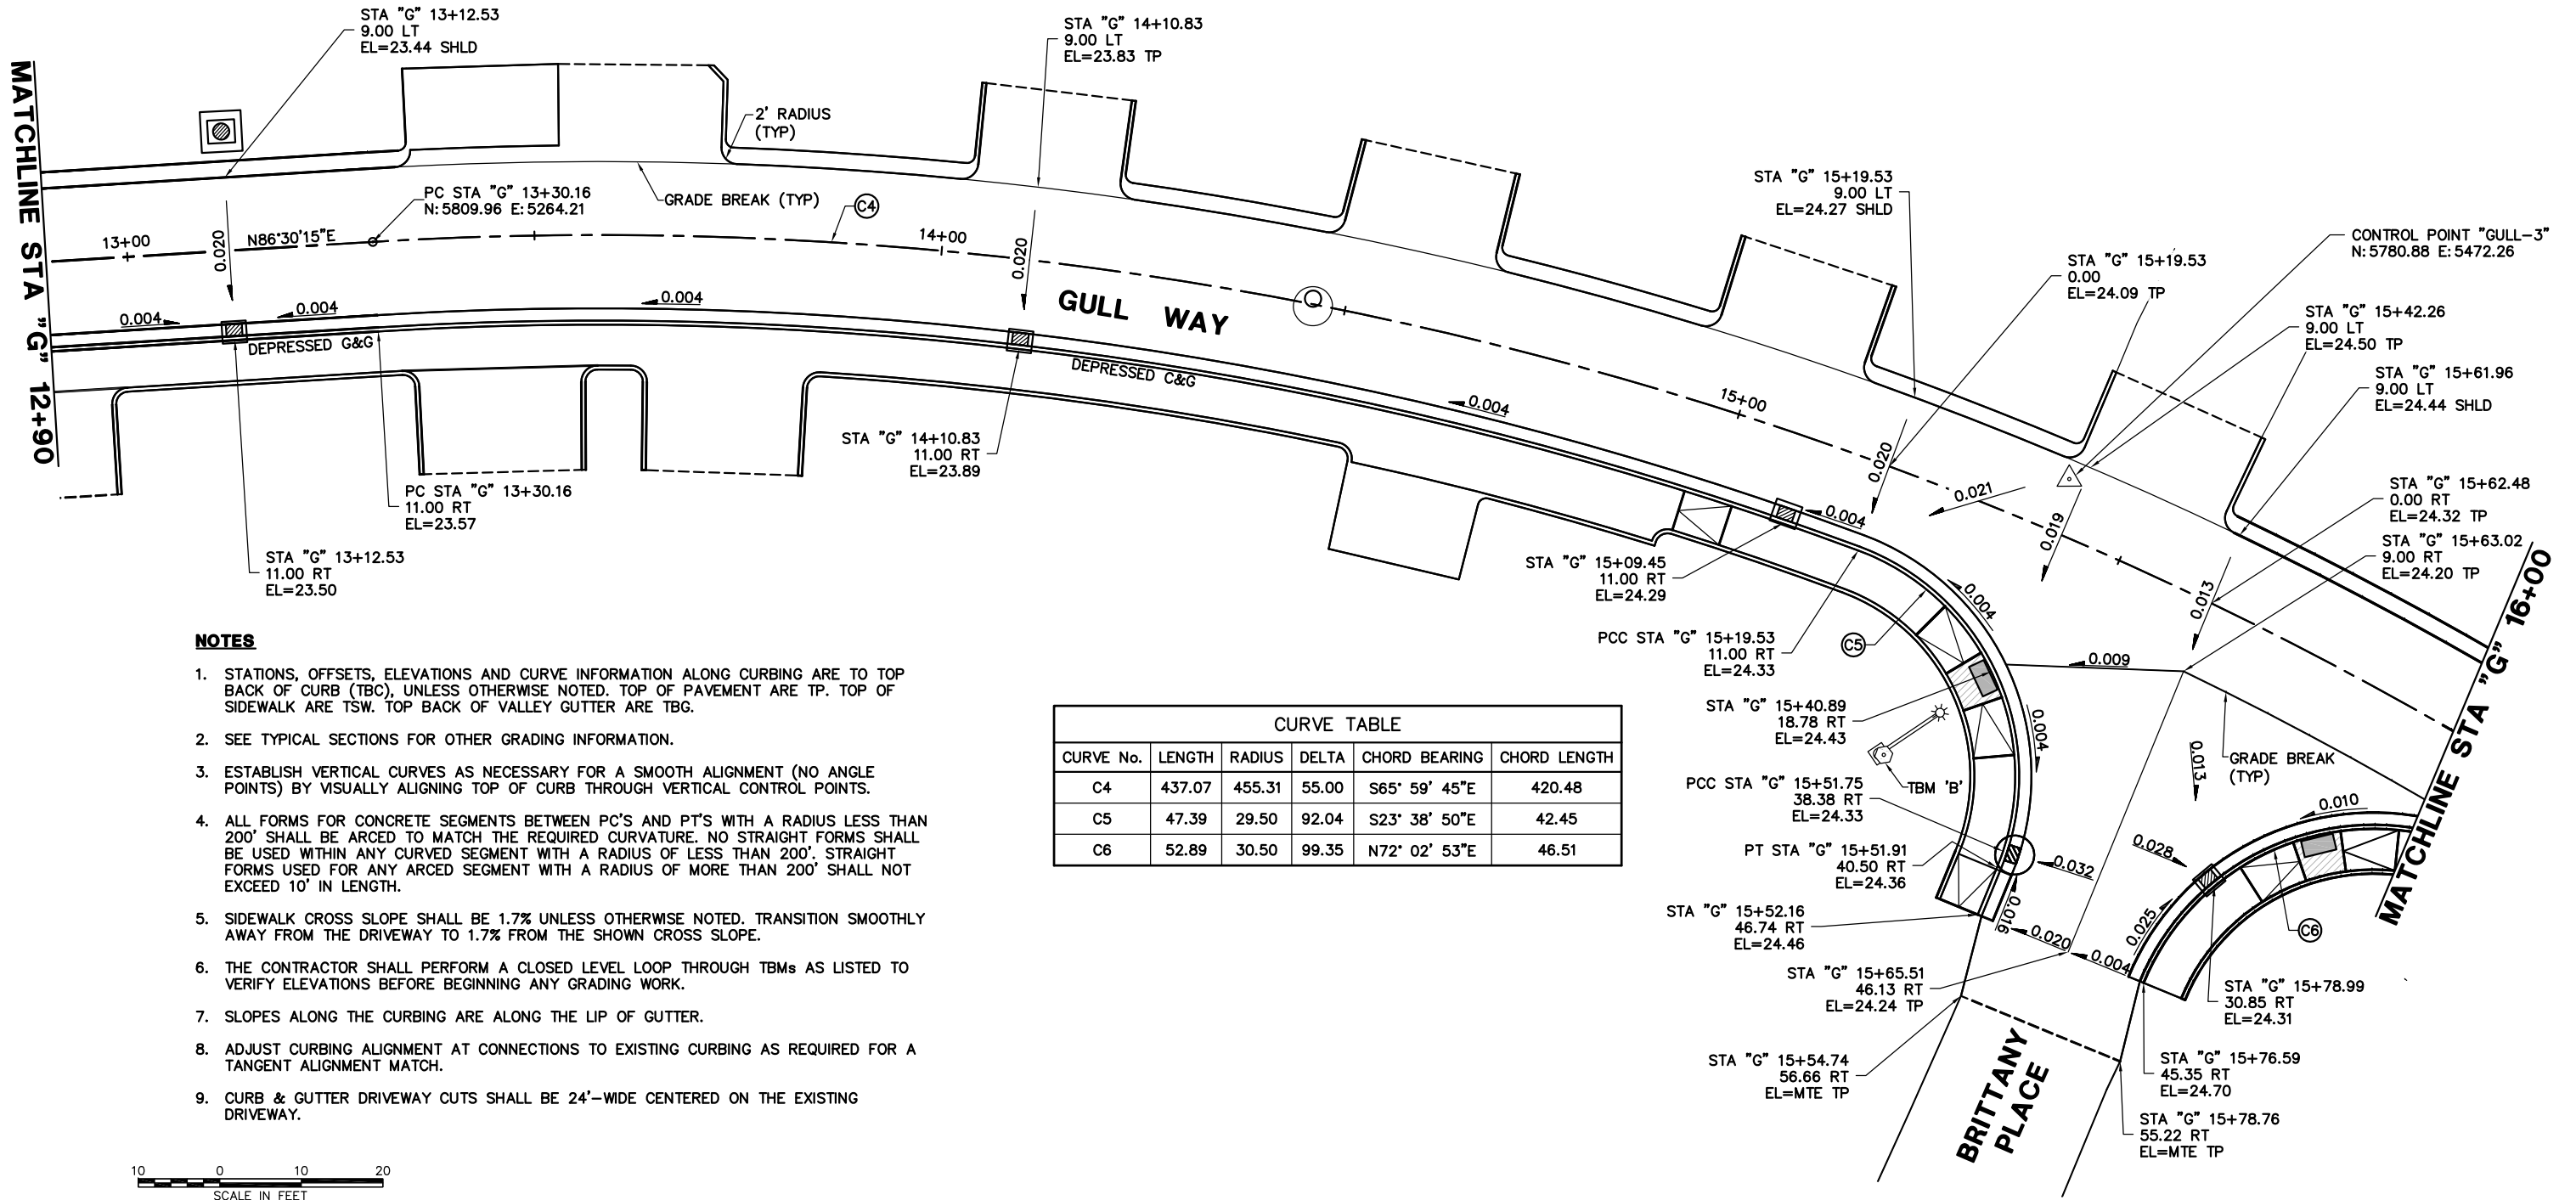 STA "G" 13+12.53
9.00 LT
EL=23.44 SHLD
STA "G" 14+10.83
9.00 LT
EL=23.83 TP
MATCHLINE STA "G" 12+90
2' RADIUS
(TYP)
PC STA "G" 13+30.16
N:5809.96 E:5264.21
GRADE BREAK (TYP)
C4
13+00
0.020
N86°30'15"E
14+00
0.020
STA "G" 15+19.53
9.00 LT
EL=24.27 SHLD
CONTROL POINT "GULL-3"
N:5780.88 E:5472.26
STA "G" 15+19.53
0.00
EL=24.09 TP
STA "G" 15+42.26
9.00 LT
EL=24.50 TP
STA "G" 15+61.96
9.00 LT
EL=24.44 SHLD
0.004
0.004
0.004
GULL WAY
DEPRESSED G&G
DEPRESSED C&G
0.004
15+00
0.020
0.021
0.019
STA "G" 15+62.48
0.00 RT
EL=24.32 TP
STA "G" 15+63.02
9.00 RT
EL=24.20 TP
STA "G" 14+10.83
11.00 RT
EL=23.89
PC STA "G" 13+30.16
11.00 RT
EL=23.57
STA "G" 13+12.53
11.00 RT
EL=23.50
0.004
STA "G" 15+09.45
11.00 RT
EL=24.29
0.004
0.013
PCC STA "G" 15+19.53
11.00 RT
EL=24.33
C5
0.009
MATCHLINE STA "G" 16+00
STA "G" 15+40.89
18.78 RT
EL=24.43
0.004
0.013
GRADE BREAK
(TYP)
TBM 'B'
PCC STA "G" 15+51.75
38.38 RT
EL=24.33
0.010
PT STA "G" 15+51.91
40.50 RT
EL=24.36
0.032
0.028
STA "G" 15+52.16
46.74 RT
EL=24.46
0.016
0.020
0.004
0.025
C6
STA "G" 15+65.51
46.13 RT
EL=24.24 TP
STA "G" 15+78.99
30.85 RT
EL=24.31
STA "G" 15+54.74
56.66 RT
EL=MTE TP
BRITTANY
PLACE
STA "G" 15+76.59
45.35 RT
EL=24.70
STA "G" 15+78.76
55.22 RT
EL=MTE TP
NOTES
1. STATIONS, OFFSETS, ELEVATIONS AND CURVE INFORMATION ALONG CURBING ARE TO TOP
BACK OF CURB (TBC), UNLESS OTHERWISE NOTED. TOP OF PAVEMENT ARE TP. TOP OF
SIDEWALK ARE TSW. TOP BACK OF VALLEY GUTTER ARE TBG.
2. SEE TYPICAL SECTIONS FOR OTHER GRADING INFORMATION.
3. ESTABLISH VERTICAL CURVES AS NECESSARY FOR A SMOOTH ALIGNMENT (NO ANGLE
POINTS) BY VISUALLY ALIGNING TOP OF CURB THROUGH VERTICAL CONTROL POINTS.
4. ALL FORMS FOR CONCRETE SEGMENTS BETWEEN PC'S AND PT'S WITH A RADIUS LESS THAN
200' SHALL BE ARCED TO MATCH THE REQUIRED CURVATURE. NO STRAIGHT FORMS SHALL
BE USED WITHIN ANY CURVED SEGMENT WITH A RADIUS OF LESS THAN 200'. STRAIGHT
FORMS USED FOR ANY ARCED SEGMENT WITH A RADIUS OF MORE THAN 200' SHALL NOT
EXCEED 10' IN LENGTH.
5. SIDEWALK CROSS SLOPE SHALL BE 1.7% UNLESS OTHERWISE NOTED. TRANSITION SMOOTHLY
AWAY FROM THE DRIVEWAY TO 1.7% FROM THE SHOWN CROSS SLOPE.
6. THE CONTRACTOR SHALL PERFORM A CLOSED LEVEL LOOP THROUGH TBMs AS LISTED TO
VERIFY ELEVATIONS BEFORE BEGINNING ANY GRADING WORK.
7. SLOPES ALONG THE CURBING ARE ALONG THE LIP OF GUTTER.
8. ADJUST CURBING ALIGNMENT AT CONNECTIONS TO EXISTING CURBING AS REQUIRED FOR A
TANGENT ALIGNMENT MATCH.
9. CURB & GUTTER DRIVEWAY CUTS SHALL BE 24'-WIDE CENTERED ON THE EXISTING
DRIVEWAY.
CURVE TABLE
CURVE No. LENGTH RADIUS DELTA CHORD BEARING CHORD LENGTH
C4 437.07 455.31 55.00 S65° 59' 45"E 420.48
C5 47.39 29.50 92.04 S23° 38' 50"E 42.45
C6 52.89 30.50 99.35 N72° 02' 53"E 46.51
10 0 10 20
SCALE IN FEET